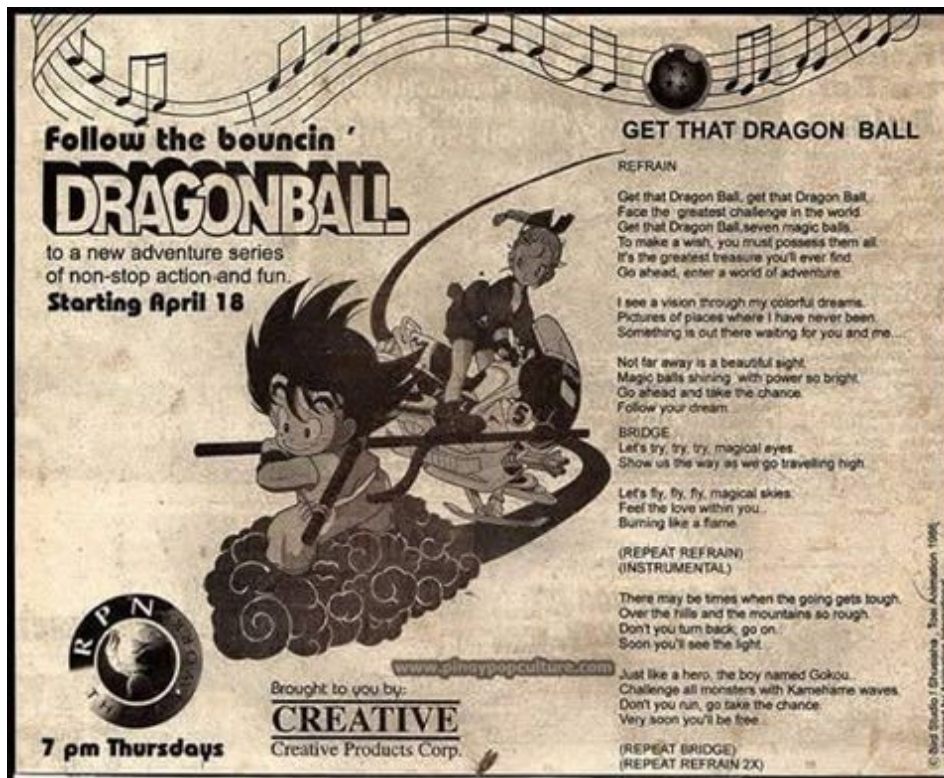 Follow the bouncin'
DRAGONBALL
to a new adventure series
of non-stop action and fun.
Starting April 18
RPN
7 pm Thursdays
Brought to you by:
CREATIVE
Creative Products Corp.
www.pinoypopculture.com
GET THAT DRAGON BALL
REFRAIN
Get that Dragon Ball, get that Dragon Ball,
Face the greatest challenge in the world.
Get that Dragon Ball,seven magic balls.
To make a wish, you must possess them all.
It's the greatest treasure you'll ever find.
Go ahead, enter a world of adventure.
I see a vision through my colorful dreams.
Pictures of places where I have never been.
Something is out there waiting for you and me....
Not far away is a beautiful sight.
Magic balls shining with power so bright.
Go ahead and take the chance.
Follow your dream.
BRIDGE
Let's try, try, try, magical eyes.
Show us the way as we go travelling high.
Let's fly, fly, fly, magical skies.
Feel the love within you.
Burning like a flame.
(REPEAT REFRAIN)
(INSTRUMENTAL)
There may be times when the going gets tough.
Over the hills and the mountains so rough.
Don't you turn back, go on..
Soon you'll see the light.
Just like a hero, the boy named Gokou..
Challenge all monsters with Kamehame waves.
Don't you run, go take the chance.
Very soon you'll be free.
(REPEAT BRIDGE)
(REPEAT REFRAIN 2X)
© Bird Studio / Shueisha, Toei Animation 1986